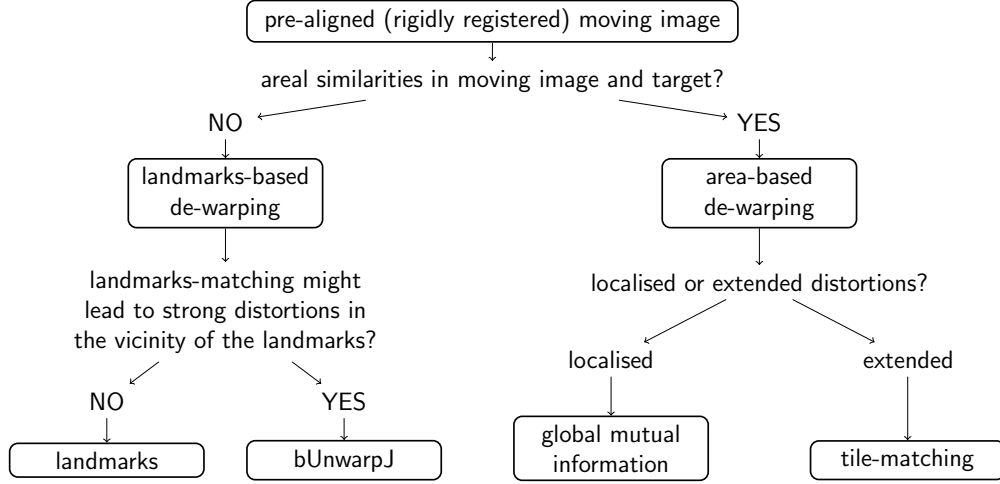 pre-aligned (rigidly registered) moving image
areal similarities in moving image and target?
NO
YES
landmarks-based
de-warping
area-based
de-warping
landmarks-matching might
lead to strong distortions in
the vicinity of the landmarks?
localised or extended distortions?
NO
YES
localised
extended
landmarks
bUnwarpJ
global mutual
information
tile-matching